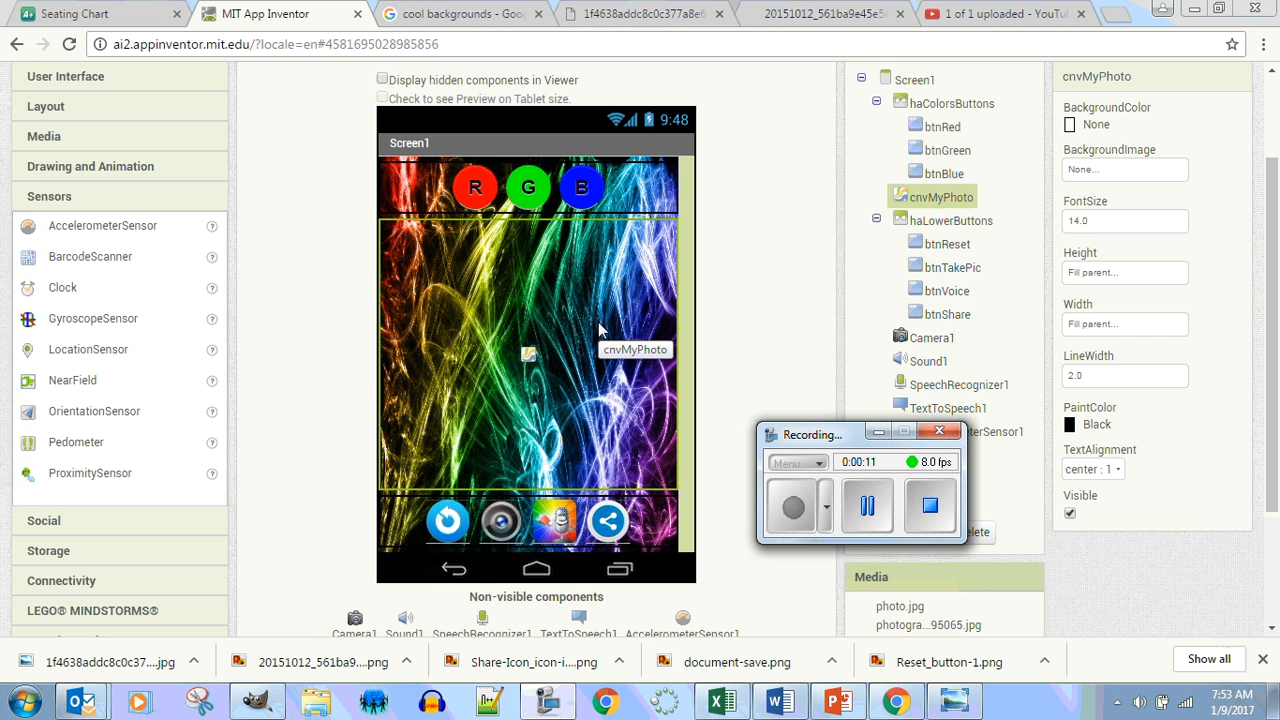 Seating Chart
MIT App Inventor
cool backgrounds - Goo
1f4638addc8c0c377a8e6
20151012_561ba9e45e5
1 of 1 uploaded - YouTu
ai2.appinventor.mit.edu/?locale=en#4581695028985856
User Interface
Layout
Media
Drawing and Animation
Sensors
AccelerometerSensor ?
BarcodeScanner ?
Clock ?
GyroscopeSensor ?
LocationSensor ?
NearField ?
OrientationSensor ?
Pedometer ?
ProximitySensor ?
Social
Storage
Connectivity
LEGO® MINDSTORMS®
Display hidden components in Viewer
Check to see Preview on Tablet size.
9:48
Screen1
R G B
cnvMyPhoto
Non-visible components
Camera1 Sound1 SpeechRecognizer1 TextToSpeech1 AccelerometerSensor1
Screen1
haColorsButtons
btnRed
btnGreen
btnBlue
cnvMyPhoto
haLowerButtons
btnReset
btnTakePic
btnVoice
btnShare
Camera1
Sound1
SpeechRecognizer1
TextToSpeech1
meterSensor1
Recording...
Menu
0:00:11
8.0 fps
elete
Media
photo.jpg
photogra...95065.jpg
cnvMyPhoto
BackgroundColor
None
BackgroundImage
None...
FontSize
14.0
Height
Fill parent...
Width
Fill parent...
LineWidth
2.0
PaintColor
Black
TextAlignment
center : 1
Visible
1f4638addc8c0c37....jpg
20151012_561ba9....png
Share-Icon_icon-i....png
document-save.png
Reset_button-1.png
Show all
7:53 AM
1/9/2017